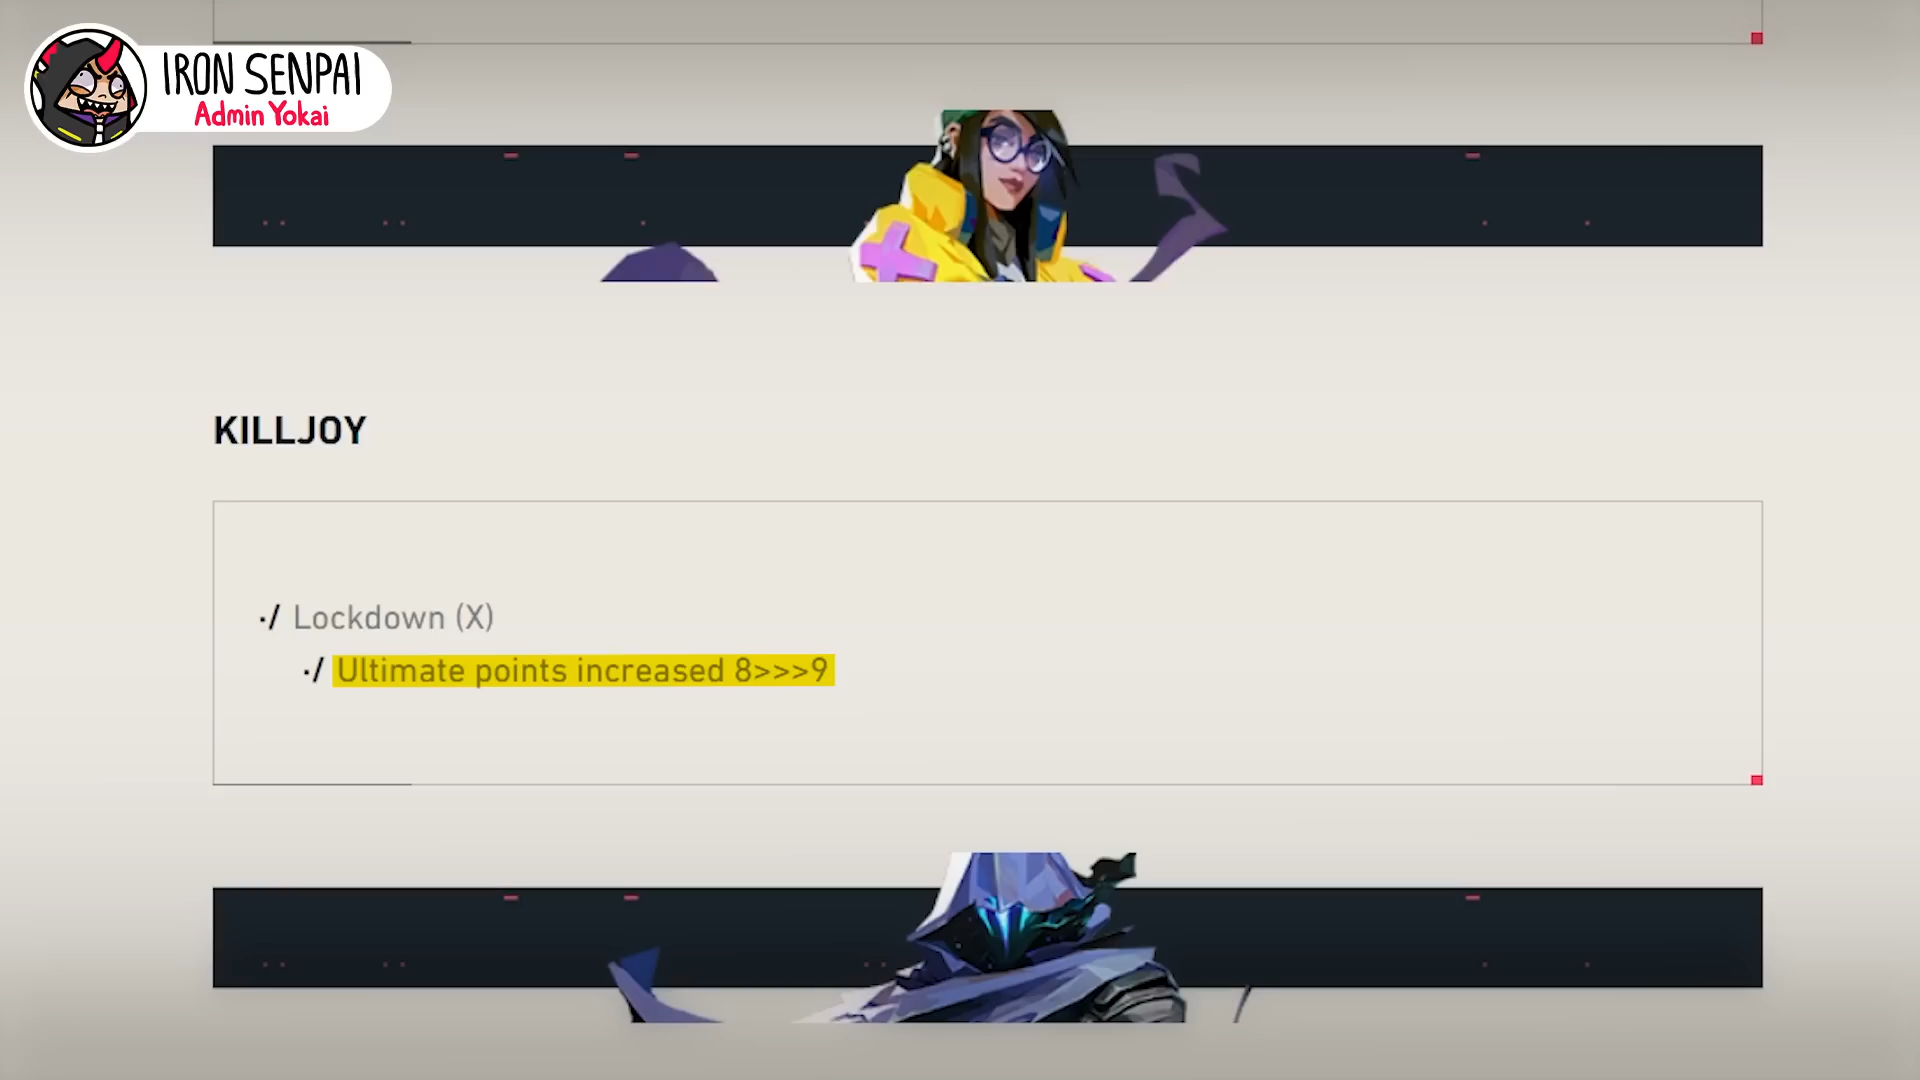 IRON SENPAI
Admin Yokai
KILLJOY
·/ Lockdown (X)
·/ Ultimate points increased 8>>>9